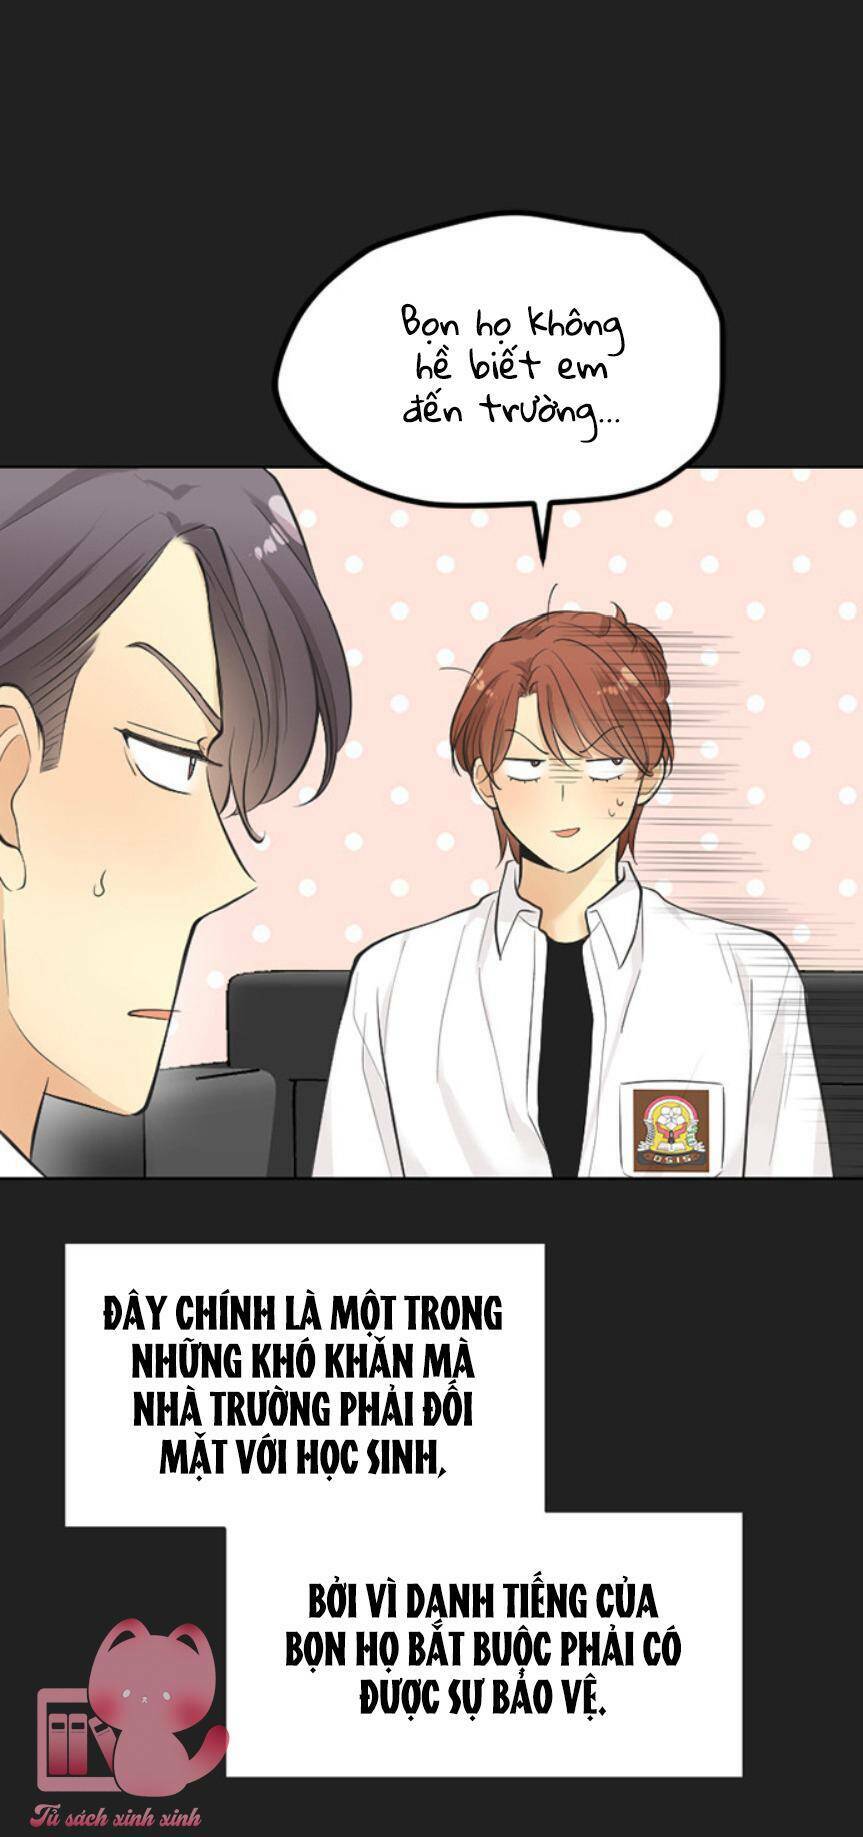 Bọn họ không
hề biết em
đến trường...
OSIS
ĐÂY CHÍNH LÀ MỘT TRONG
NHỮNG KHÓ KHĂN MÀ
NHÀ TRƯỜNG PHẢI ĐỐI
MẶT VỚI HỌC SINH,
BỞI VÌ DANH TIẾNG CỦA
BỌN HỌ BẮT BUỘC PHẢI CÓ
ĐƯỢC SỰ BẢO VỆ.
Tủ sách xinh xinh